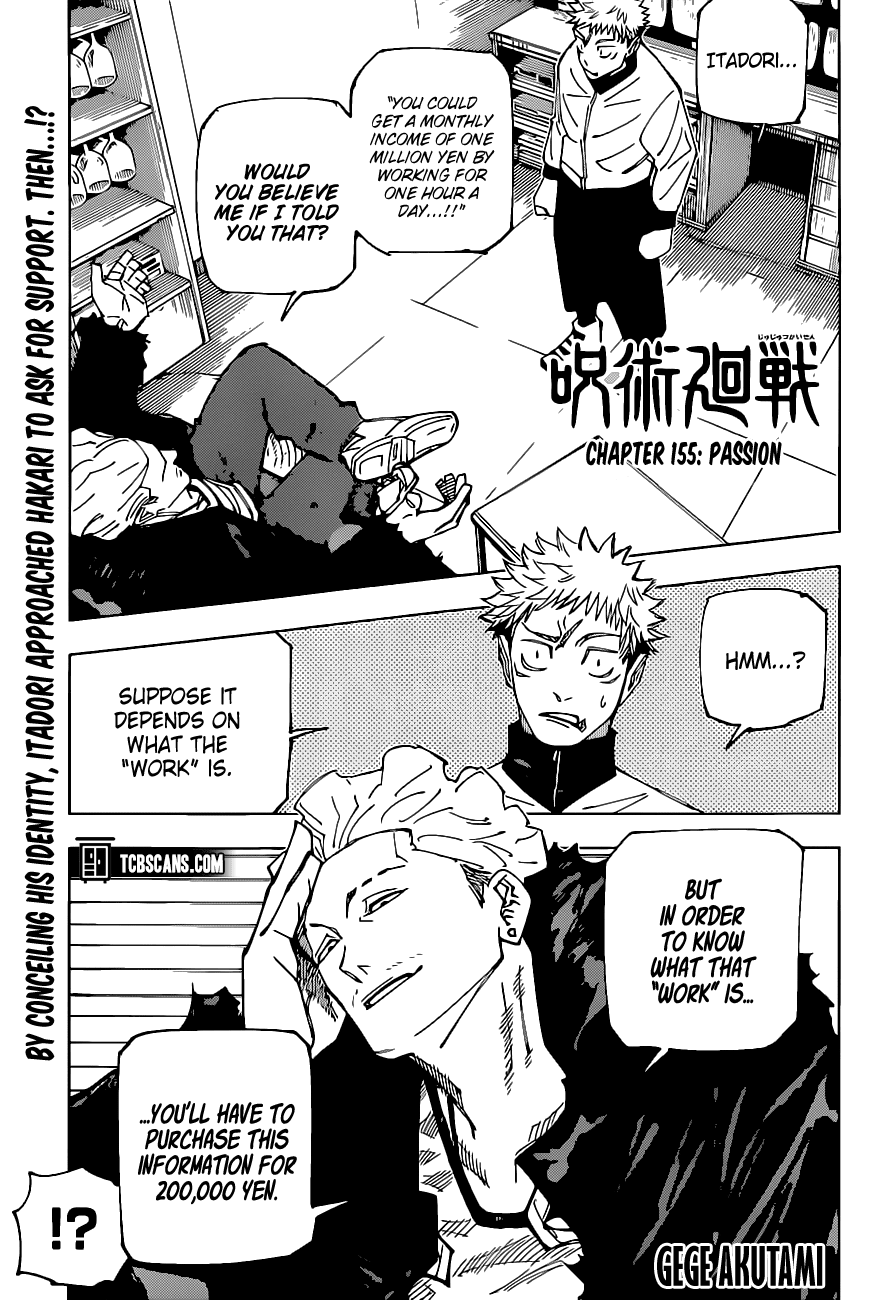 BY CONCEILING HIS IDENTITY, ITADORI APPROACHED HAKARI TO ASK FOR SUPPORT. THEN...!?
ITADORI...
"YOU COULD
GET A MONTHLY
INCOME OF ONE
MILLION YEN BY
WORKING FOR
ONE HOUR A
DAY...!!"
WOULD
YOU BELIEVE
ME IF I TOLD
YOU THAT?
じゅじゅつかいせん
呪術廻戦
CHAPTER 155: PASSION
HMM...?
SUPPOSE IT
DEPENDS ON
WHAT THE
"WORK" IS.
TCBSCANS.COM
BUT
IN ORDER
TO KNOW
WHAT THAT
"WORK" IS...
...YOU'LL HAVE TO
PURCHASE THIS
INFORMATION FOR
200,000 YEN.
!?
GEGE AKUTAMI